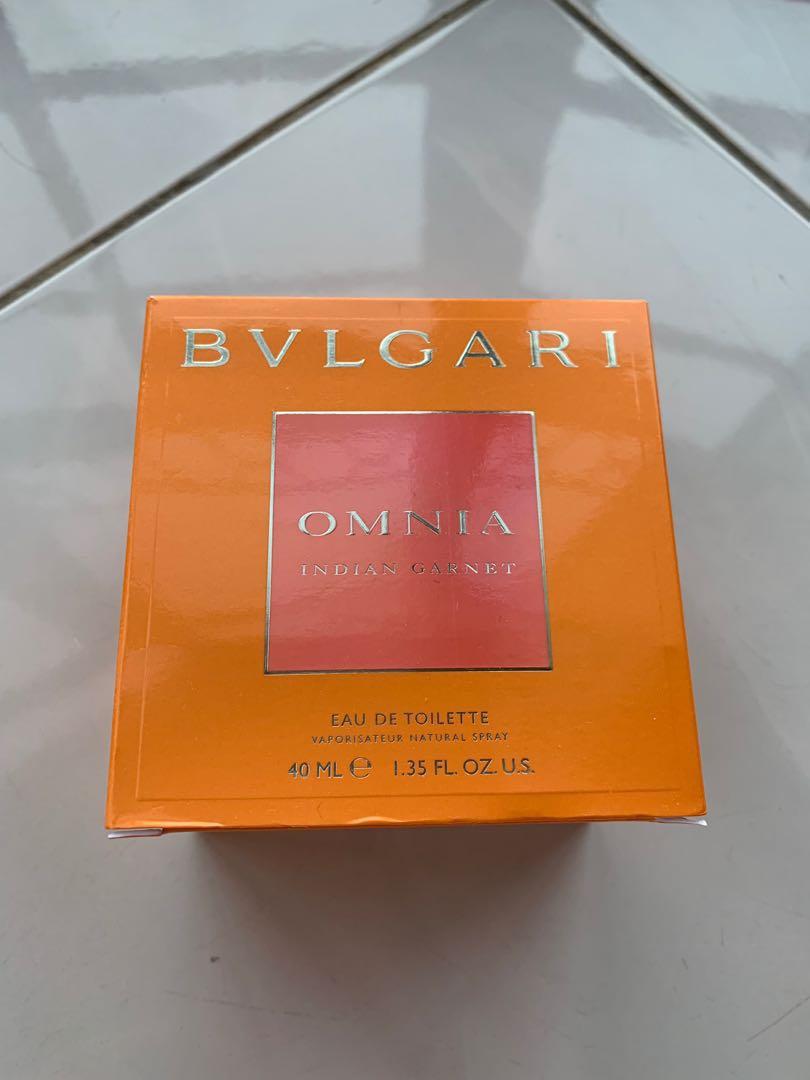 BVLGARI
OMNIA
INDIAN GARNET
EAU DE TOILETTE
VAPORISATEUR NATURAL SPRAY
40 ML ℮ 1.35 FL. OZ. U.S.